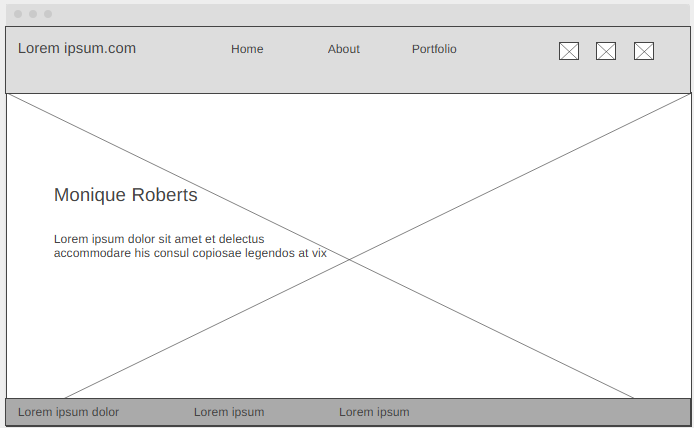 Lorem ipsum.com
Home
About
Portfolio
Monique Roberts
Lorem ipsum dolor sit amet et delectus
accommodare his consul copiosae legendos at vix
Lorem ipsum dolor
Lorem ipsum
Lorem ipsum